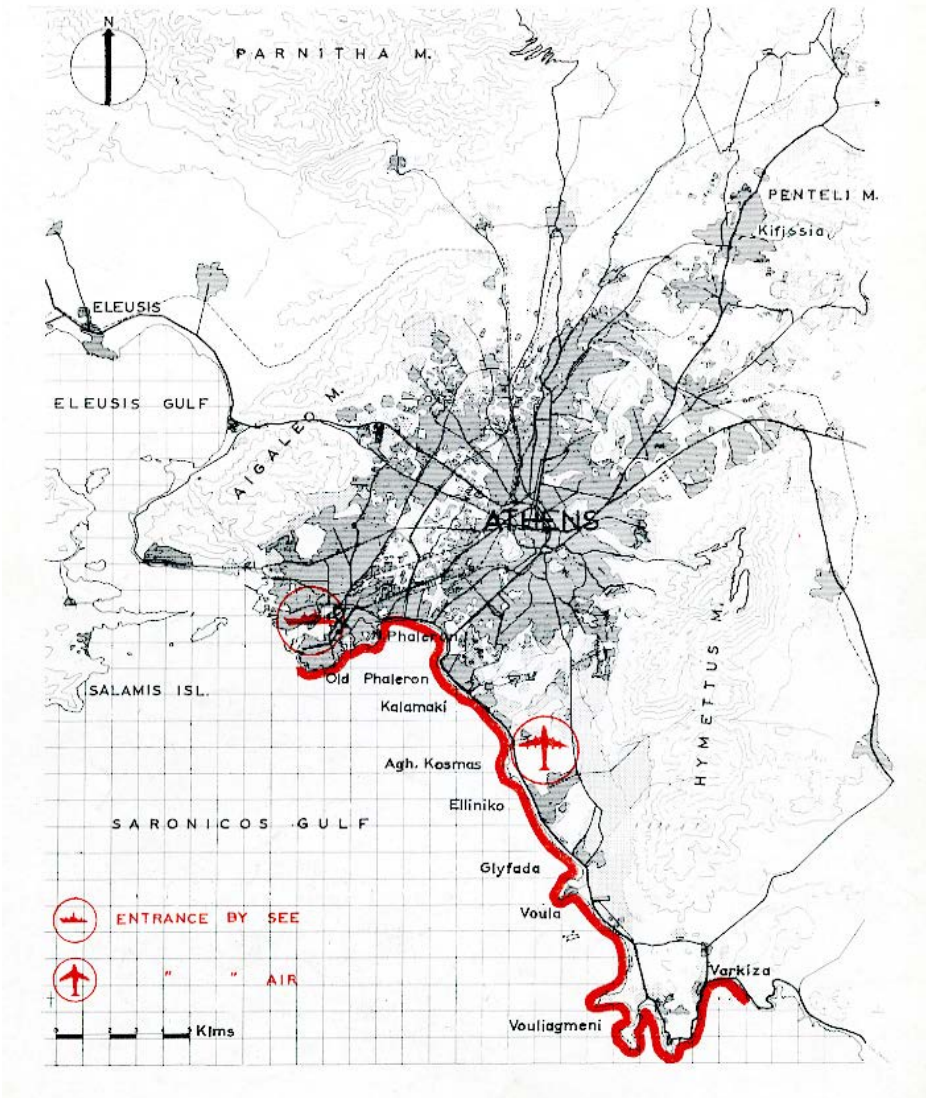 N
PARNITHA M.
PENTELI M.
Kifissia
ELEUSIS
ELEUSIS GULF
AIGALEO M.
ATHENS
HYMETTUS M.
N.Phaleron
Old Phaleron
SALAMIS ISL.
Kalamaki
Agh. Kosmas
Elliniko
SARONICOS GULF
Glyfada
Voula
ENTRANCE BY SEE
" " AIR
Varkiza
Vouliagmeni
Klms